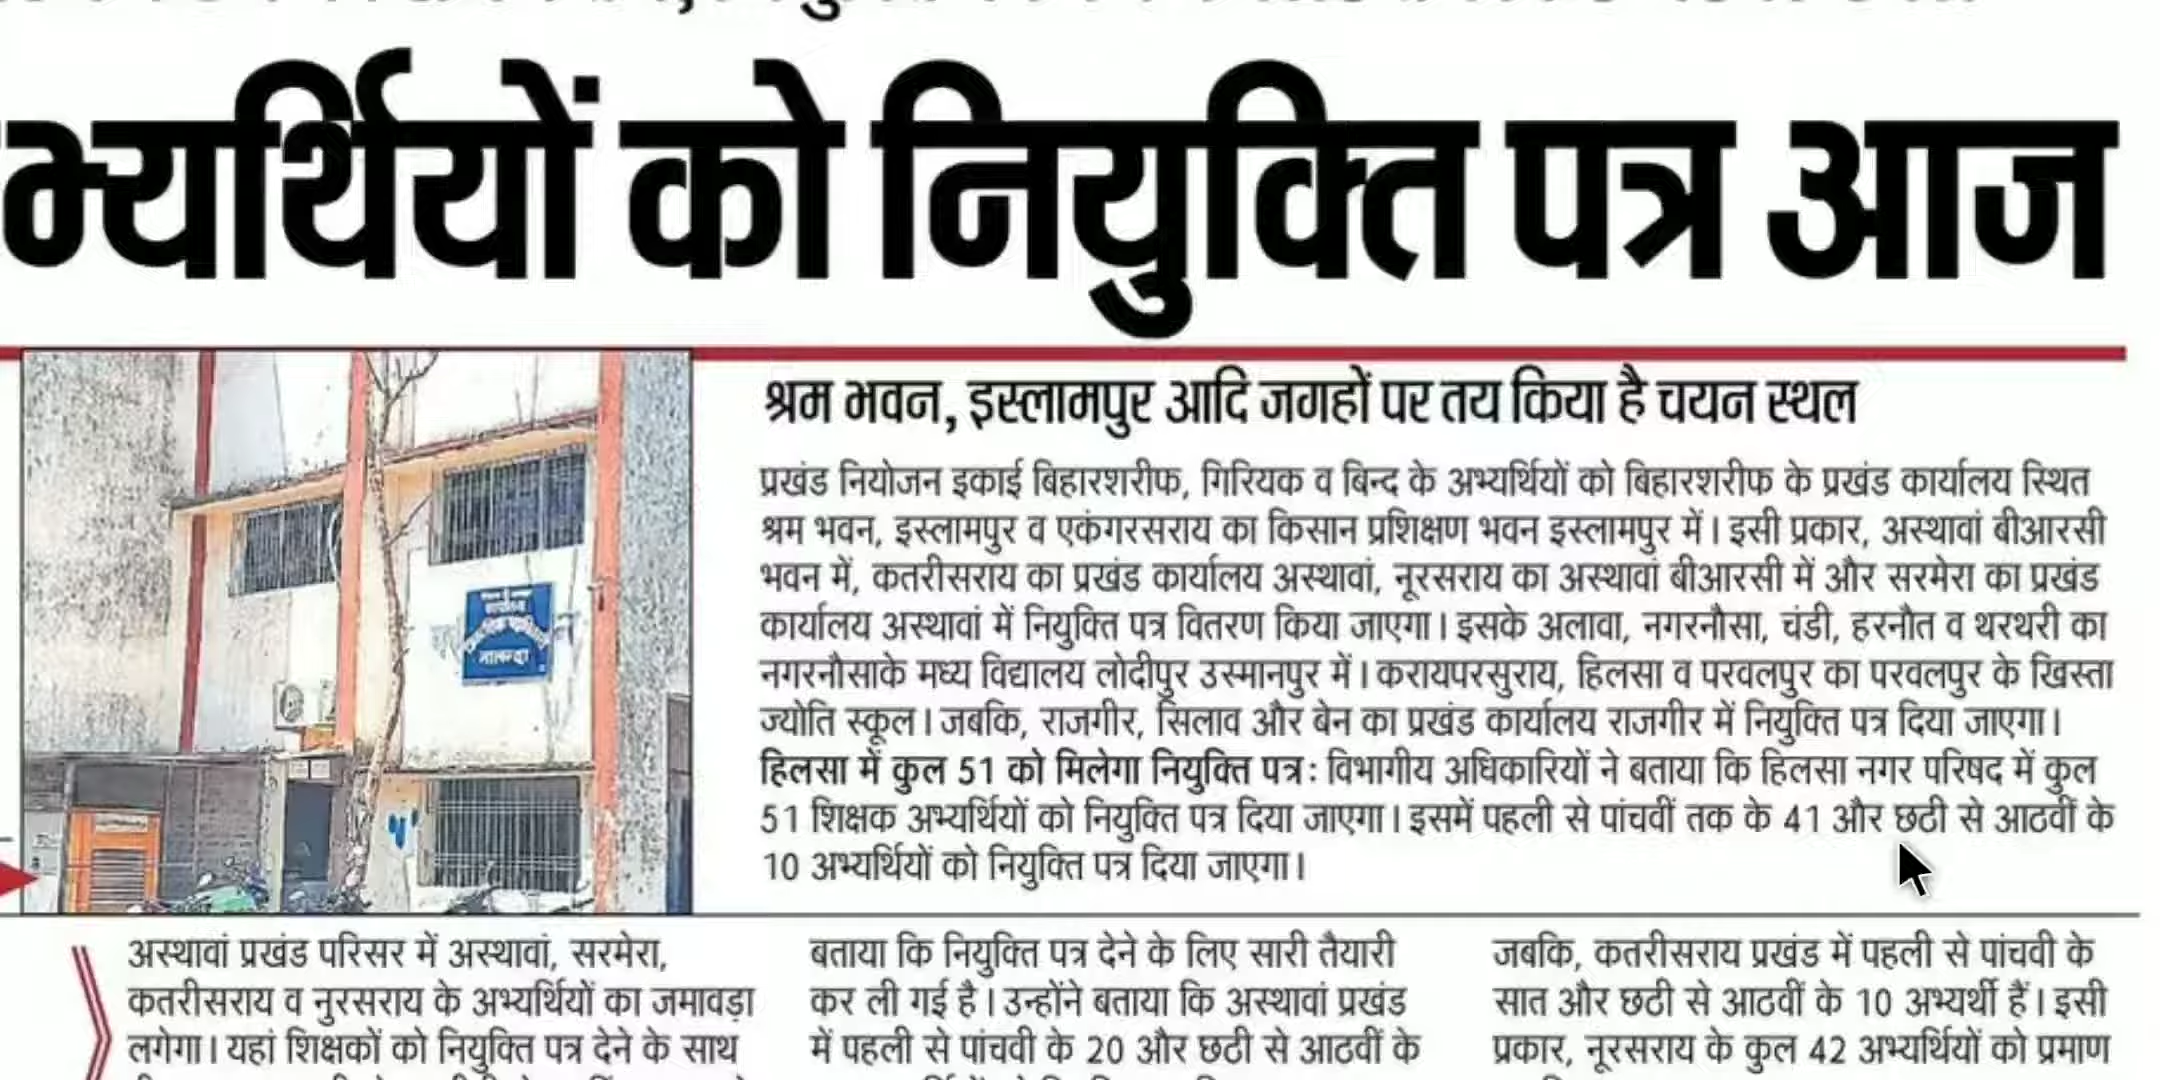 भ्यर्थियों को नियुक्ति पत्र आज
श्रम भवन, इस्लामपुर आदि जगहों पर तय किया है चयन स्थल
प्रखंड नियोजन इकाई बिहारशरीफ, गिरियक व बिन्द के अभ्यर्थियों को बिहारशरीफ के प्रखंड कार्यालय स्थित
श्रम भवन, इस्लामपुर व एकंगरसराय का किसान प्रशिक्षण भवन इस्लामपुर में। इसी प्रकार, अस्थावां बीआरसी
भवन में, कतरीसराय का प्रखंड कार्यालय अस्थावां, नूरसराय का अस्थावां बीआरसी में और सरमेरा का प्रखंड
कार्यालय अस्थावां में नियुक्ति पत्र वितरण किया जाएगा। इसके अलावा, नगरनौसा, चंडी, हरनौत व थरथरी का
नगरनौसाके मध्य विद्यालय लोदीपुर उस्मानपुर में। करायपरसुराय, हिलसा व परवलपुर का परवलपुर के खिस्ता
ज्योति स्कूल। जबकि, राजगीर, सिलाव और बेन का प्रखंड कार्यालय राजगीर में नियुक्ति पत्र दिया जाएगा।
हिलसा में कुल 51 को मिलेगा नियुक्ति पत्र: विभागीय अधिकारियों ने बताया कि हिलसा नगर परिषद में कुल
51 शिक्षक अभ्यर्थियों को नियुक्ति पत्र दिया जाएगा। इसमें पहली से पांचवीं तक के 41 और छठी से आठवीं के
10 अभ्यर्थियों को नियुक्ति पत्र दिया जाएगा।
कार्यालय
नालन्दा
अस्थावां प्रखंड परिसर में अस्थावां, सरमेरा,
कतरीसराय व नुरसराय के अभ्यर्थियों का जमावड़ा
लगेगा। यहां शिक्षकों को नियुक्ति पत्र देने के साथ
बताया कि नियुक्ति पत्र देने के लिए सारी तैयारी
कर ली गई है। उन्होंने बताया कि अस्थावां प्रखंड
में पहली से पांचवी के 20 और छठी से आठवीं के
जबकि, कतरीसराय प्रखंड में पहली से पांचवी के
सात और छठी से आठवीं के 10 अभ्यर्थी हैं। इसी
प्रकार, नूरसराय के कुल 42 अभ्यर्थियों को प्रमाण